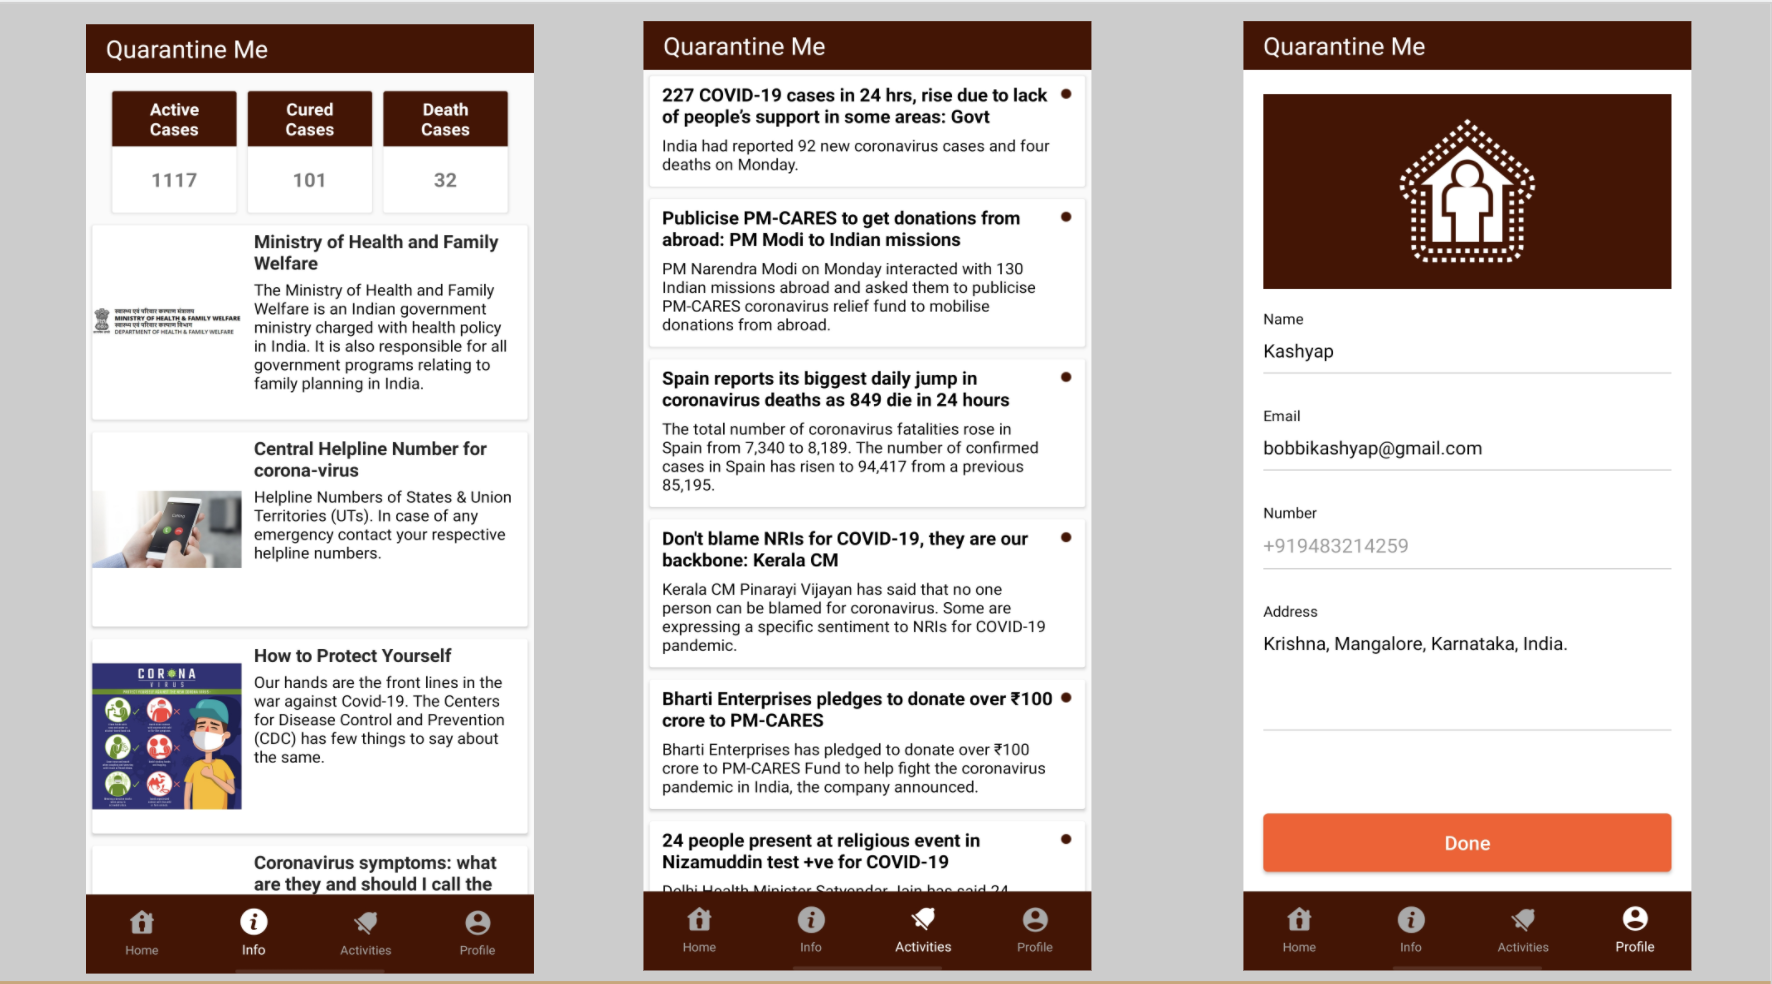 Quarantine Me
Active
Cases
Cured
Cases
Death
Cases
1117
101
32
Ministry of Health and Family
Welfare
The Ministry of Health and Family
Welfare is an Indian government
ministry charged with health policy
in India. It is also responsible for all
government programs relating to
family planning in India.
MINISTRY OF HEALTH & FAMILY WELFARE
DEPARTMENT OF HEALTH & FAMILY WELFARE
Central Helpline Number for
corona-virus
Helpline Numbers of States & Union
Territories (UTs). In case of any
emergency contact your respective
helpline numbers.
How to Protect Yourself
Our hands are the front lines in the
war against Covid-19. The Centers
for Disease Control and Prevention
(CDC) has few things to say about
the same.
CORONA
VIRUS
Coronavirus symptoms: what
are they and should I call the
Home
Info
Activities
Profile
Quarantine Me
227 COVID-19 cases in 24 hrs, rise due to lack
of people's support in some areas: Govt
India had reported 92 new coronavirus cases and four
deaths on Monday.
Publicise PM-CARES to get donations from
abroad: PM Modi to Indian missions
PM Narendra Modi on Monday interacted with 130
Indian missions abroad and asked them to publicise
PM-CARES coronavirus relief fund to mobilise
donations from abroad.
Spain reports its biggest daily jump in
coronavirus deaths as 849 die in 24 hours
The total number of coronavirus fatalities rose in
Spain from 7,340 to 8,189. The number of confirmed
cases in Spain has risen to 94,417 from a previous
85,195.
Don't blame NRIs for COVID-19, they are our
backbone: Kerala CM
Kerala CM Pinarayi Vijayan has said that no one
person can be blamed for coronavirus. Some are
expressing a specific sentiment to NRIs for COVID-19
pandemic.
Bharti Enterprises pledges to donate over ₹100
crore to PM-CARES
Bharti Enterprises has pledged to donate over ₹100
crore to PM-CARES Fund to help fight the coronavirus
pandemic in India, the company announced.
24 people present at religious event in
Nizamuddin test +ve for COVID-19
Delhi Health Minister Satyendar Jain has said 24
Home
Info
Activities
Profile
Quarantine Me
Name
Kashyap
Email
bobbikashyap@gmail.com
Number
+919483214259
Address
Krishna, Mangalore, Karnataka, India.
Done
Home
Info
Activities
Profile